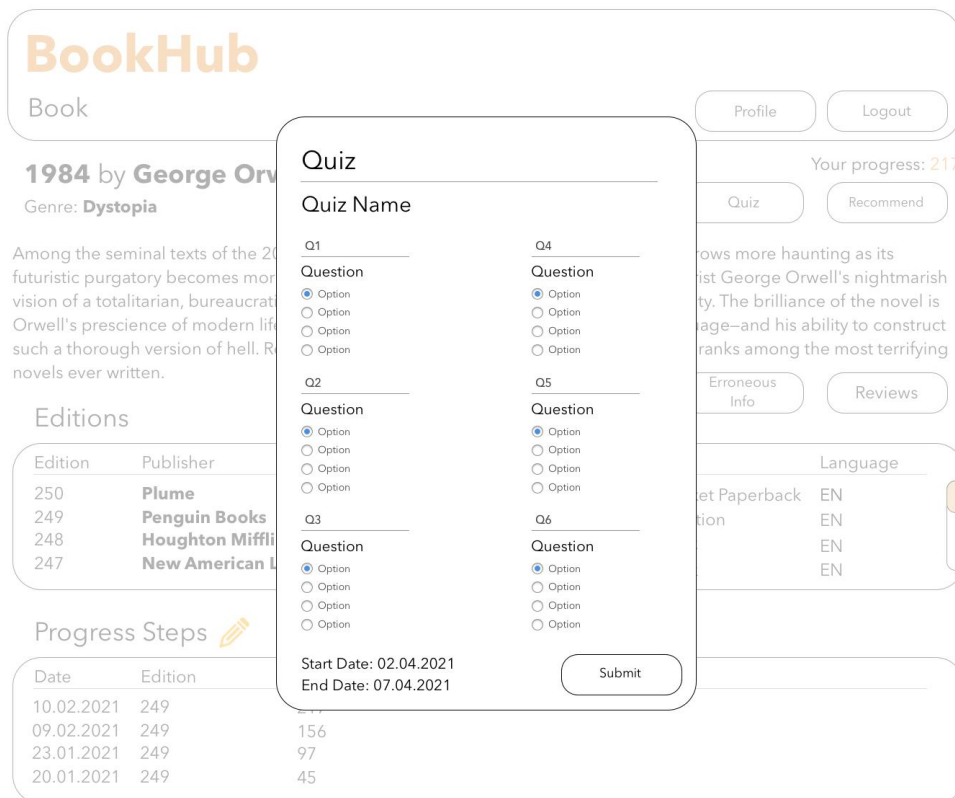 BookHub
Book
Profile
Logout
1984 by George Orw
Your progress: 217
Genre: Dystopia
Quiz
Recommend
Among the seminal texts of the 20
rows more haunting as its
futuristic purgatory becomes mor
ist George Orwell's nightmarish
vision of a totalitarian, bureaucrati
ty. The brilliance of the novel is
Orwell's prescience of modern life
uage—and his ability to construct
such a thorough version of hell. Re
ranks among the most terrifying
novels ever written.
Erroneous
Info
Reviews
Editions
Edition Publisher Language
250 Plume et Paperback EN
249 Penguin Books tion EN
248 Houghton Miffli EN
247 New American L EN
Progress Steps
Date Edition
10.02.2021 249
09.02.2021 249 156
23.01.2021 249 97
20.01.2021 249 45
Quiz
Quiz Name
Q1
Question
Option
Option
Option
Option
Q2
Question
Option
Option
Option
Option
Q3
Question
Option
Option
Option
Option
Q4
Question
Option
Option
Option
Option
Q5
Question
Option
Option
Option
Option
Q6
Question
Option
Option
Option
Option
Start Date: 02.04.2021
End Date: 07.04.2021
Submit